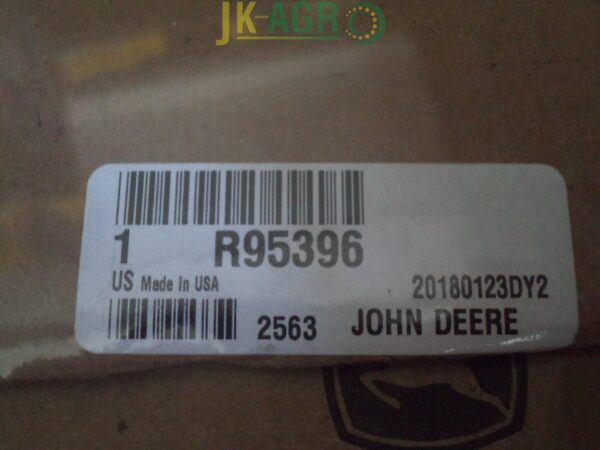 JK-AGRO
1 R95396
US Made In USA
20180123DY2
2563 JOHN DEERE